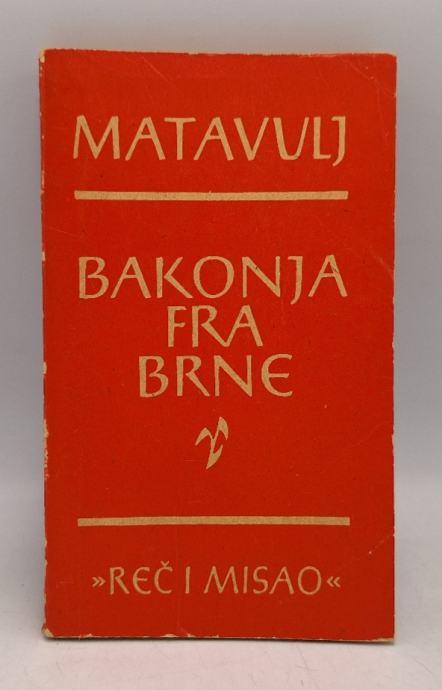 MATAVULJ
BAKONJA
FRA
BRNE
»REČ I MISAO«